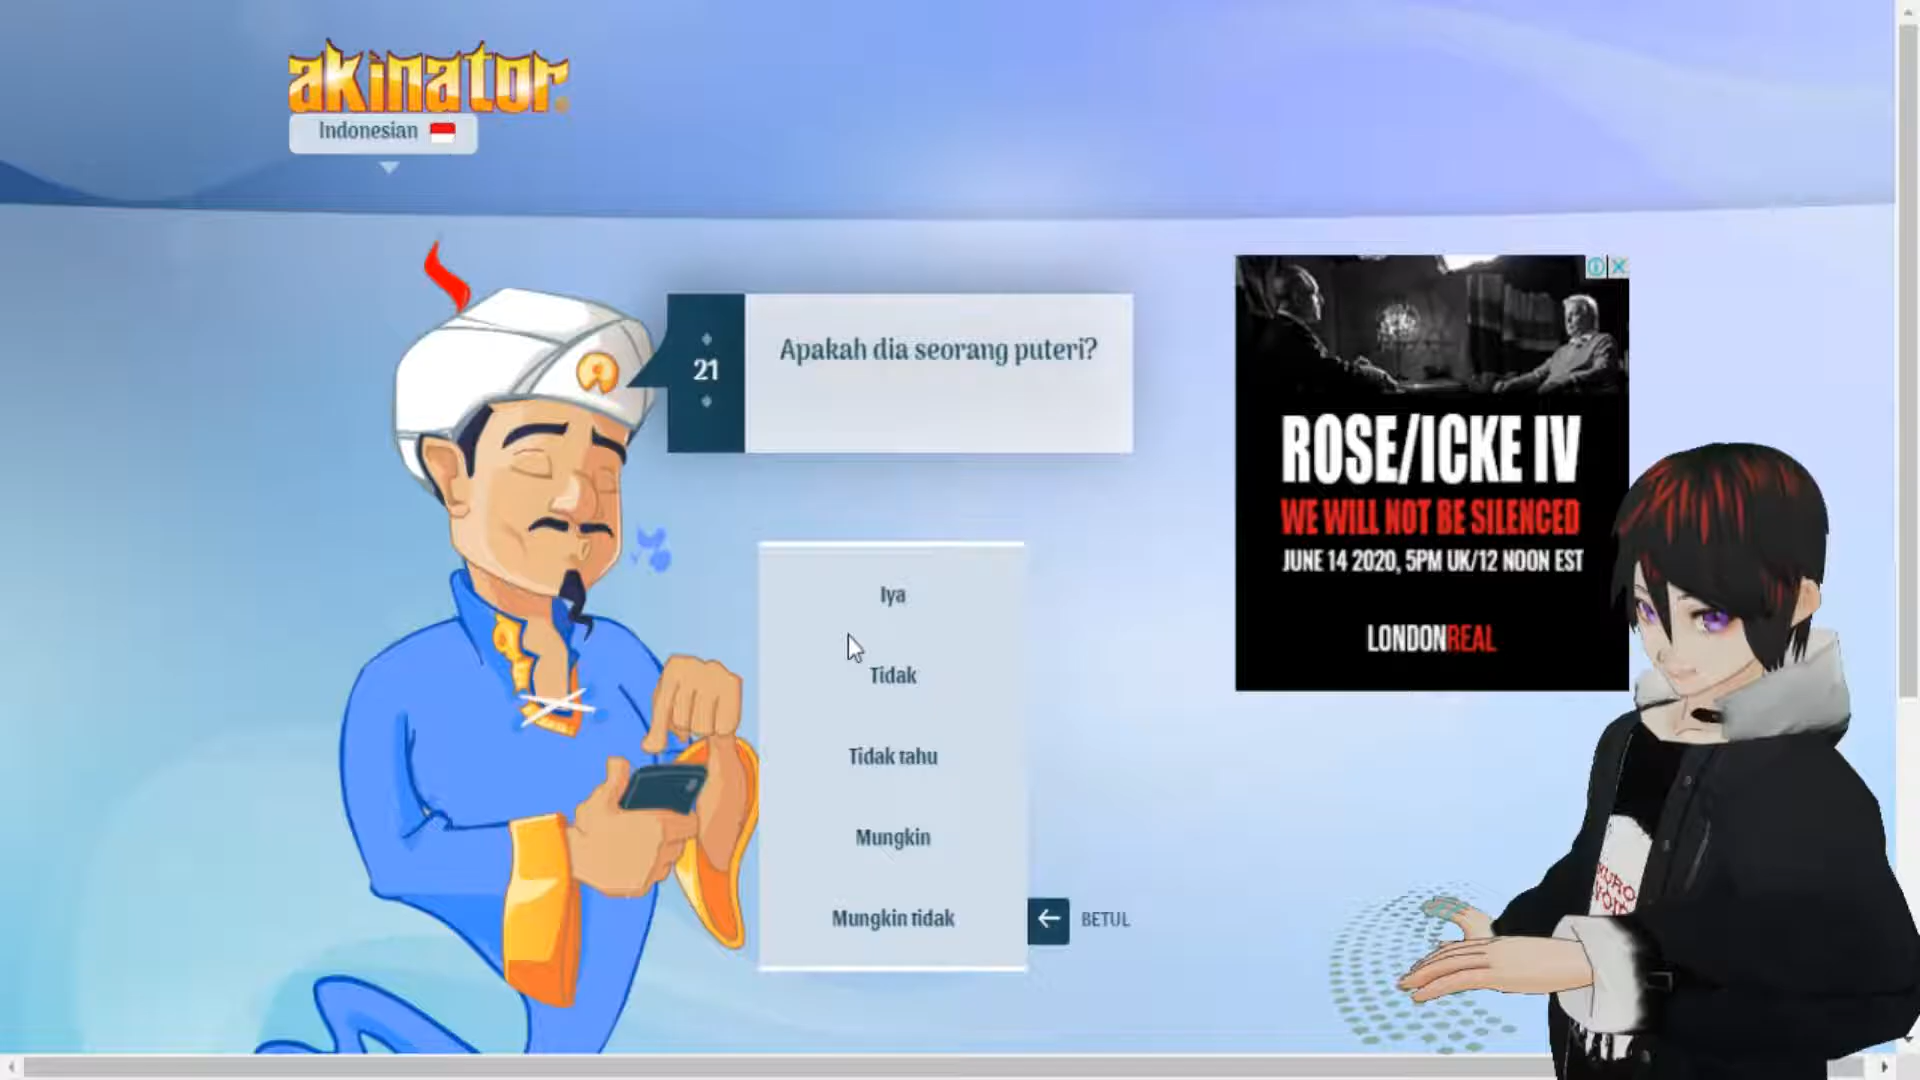 akinator
Indonesian
21
Apakah dia seorang puteri?
Iya
Tidak
Tidak tahu
Mungkin
Mungkin tidak
BETUL
ROSE/ICKE IV
WE WILL NOT BE SILENCED
JUNE 14 2020, 5PM UK/12 NOON EST
LONDONREAL